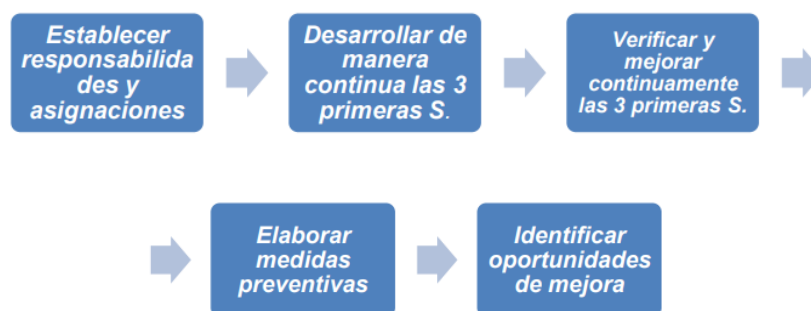 Establecer
responsabilida
des y
asignaciones
Desarrollar de
manera
continua las 3
primeras S.
Verificar y
mejorar
continuamente
las 3 primeras S.
Elaborar
medidas
preventivas
Identificar
oportunidades
de mejora